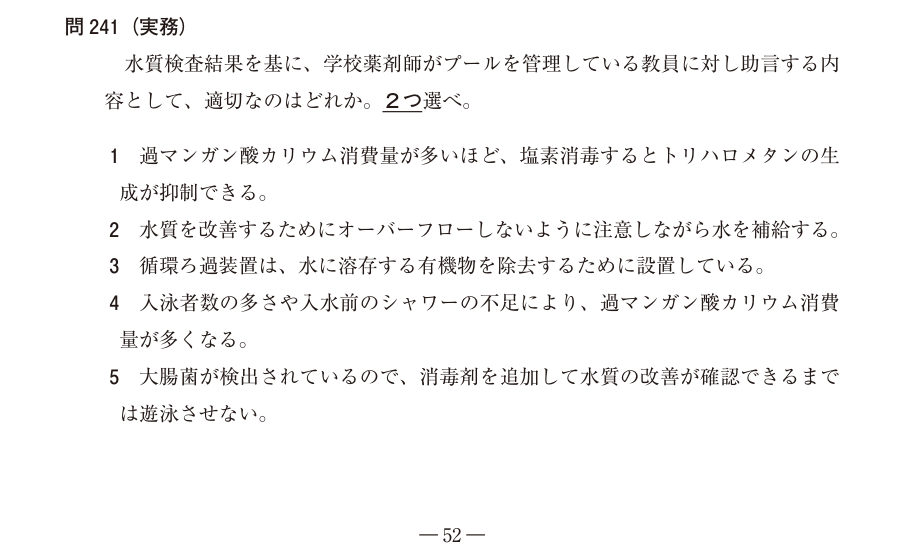 問 241(実務)
水質検査結果を基に、学校薬剤師がプールを管理している教員に対し助言する内
容として、適切なのはどれか。2つ選べ。
1 過マンガン酸カリウム消費量が多いほど、塩素消毒するとトリハロメタンの生
成が抑制できる。
2 水質を改善するためにオーバーフローしないように注意しながら水を補給する。
3 循環ろ過装置は、水に溶存する有機物を除去するために設置している。
4 入泳者数の多さや入水前のシャワーの不足により、過マンガン酸カリウム消費
量が多くなる。
5 大腸菌が検出されているので、消毒剤を追加して水質の改善が確認できるまで
は遊泳させない。
― 52 ―